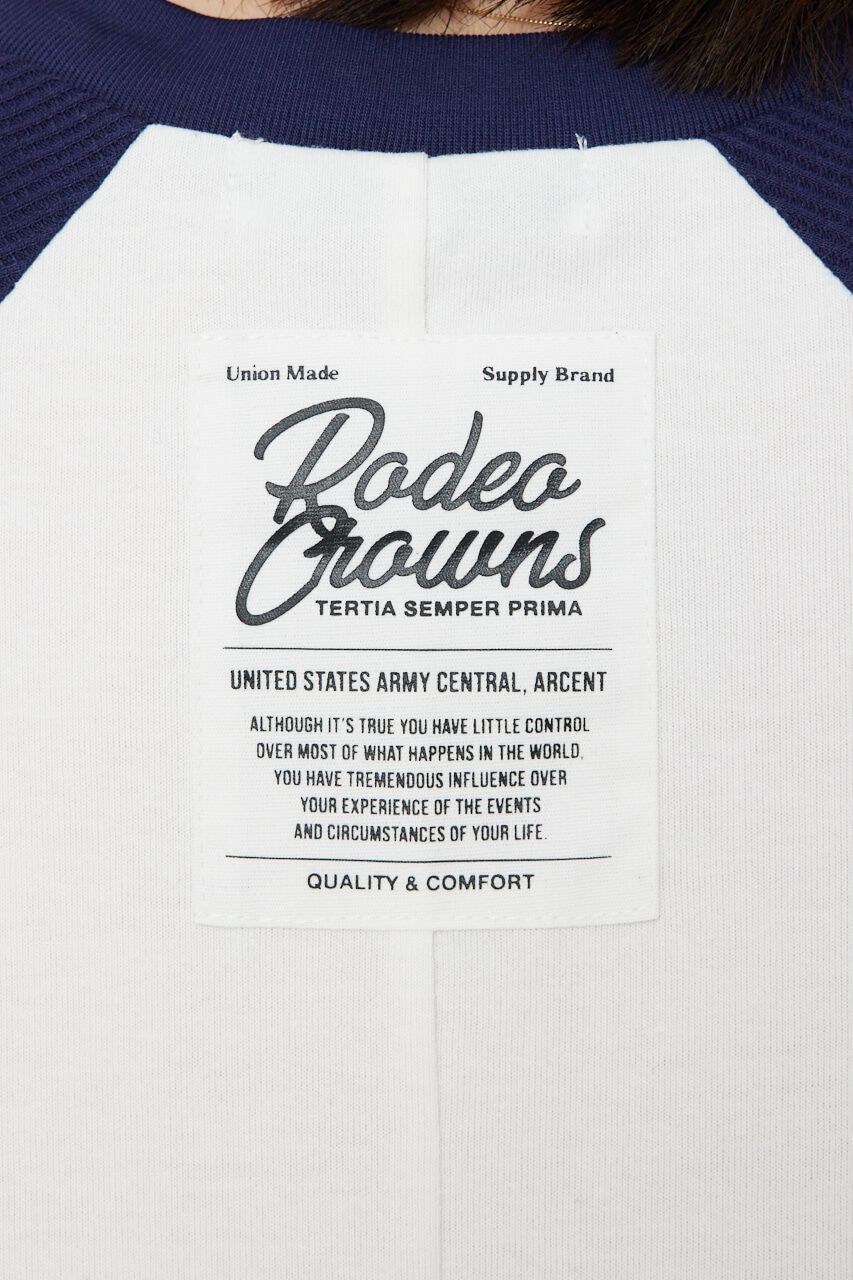 Union Made Supply Brand
Rodeo
Crowns
TERTIA SEMPER PRIMA
UNITED STATES ARMY CENTRAL, ARCENT
ALTHOUGH IT'S TRUE YOU HAVE LITTLE CONTROL
OVER MOST OF WHAT HAPPENS IN THE WORLD,
YOU HAVE TREMENDOUS INFLUENCE OVER
YOUR EXPERIENCE OF THE EVENTS
AND CIRCUMSTANCES OF YOUR LIFE.
QUALITY & COMFORT